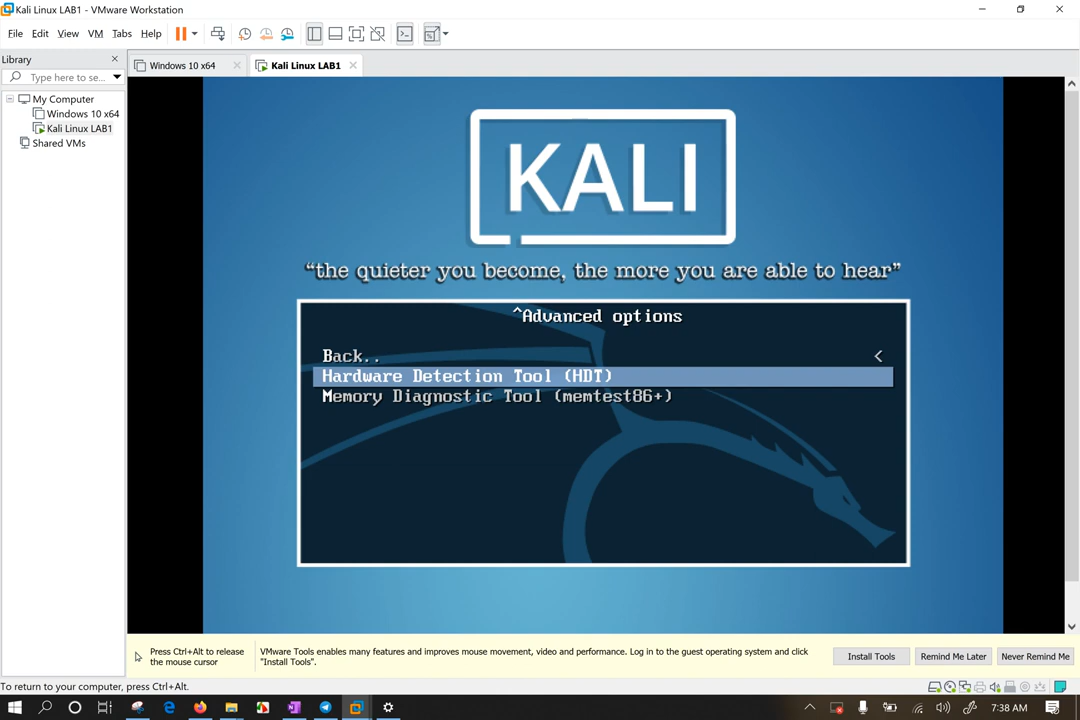 Kali Linux LAB1 - VMware Workstation
File Edit View VM Tabs Help
Library
Type here to se...
My Computer
Windows 10 x64
Kali Linux LAB1
Shared VMs
Windows 10 x64
Kali Linux LAB1
KALI
“the quieter you become, the more you are able to hear”
^Advanced options
Back.. <
Hardware Detection Tool (HDT)
Memory Diagnostic Tool (memtest86+)
Press Ctrl+Alt to release
the mouse cursor
VMware Tools enables many features and improves mouse movement, video and performance. Log in to the guest operating system and click
"Install Tools".
Install Tools
Remind Me Later
Never Remind Me
To return to your computer, press Ctrl+Alt.
7:38 AM